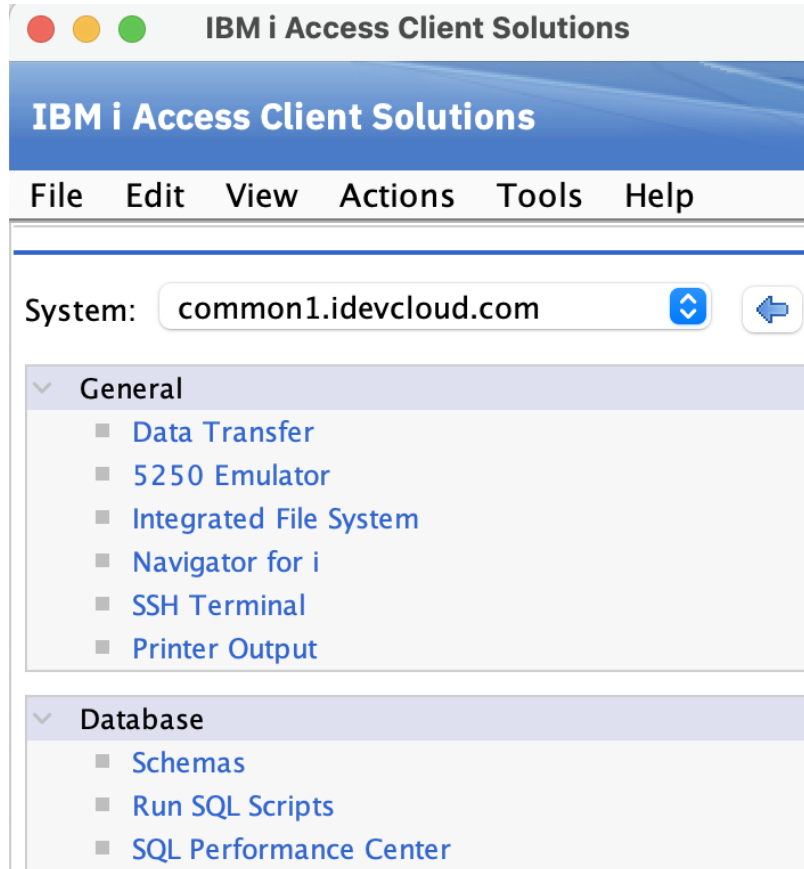 IBM i Access Client Solutions
IBM i Access Client Solutions
File Edit View Actions Tools Help
System: common1.idevcloud.com
General
Data Transfer
5250 Emulator
Integrated File System
Navigator for i
SSH Terminal
Printer Output
Database
Schemas
Run SQL Scripts
SQL Performance Center